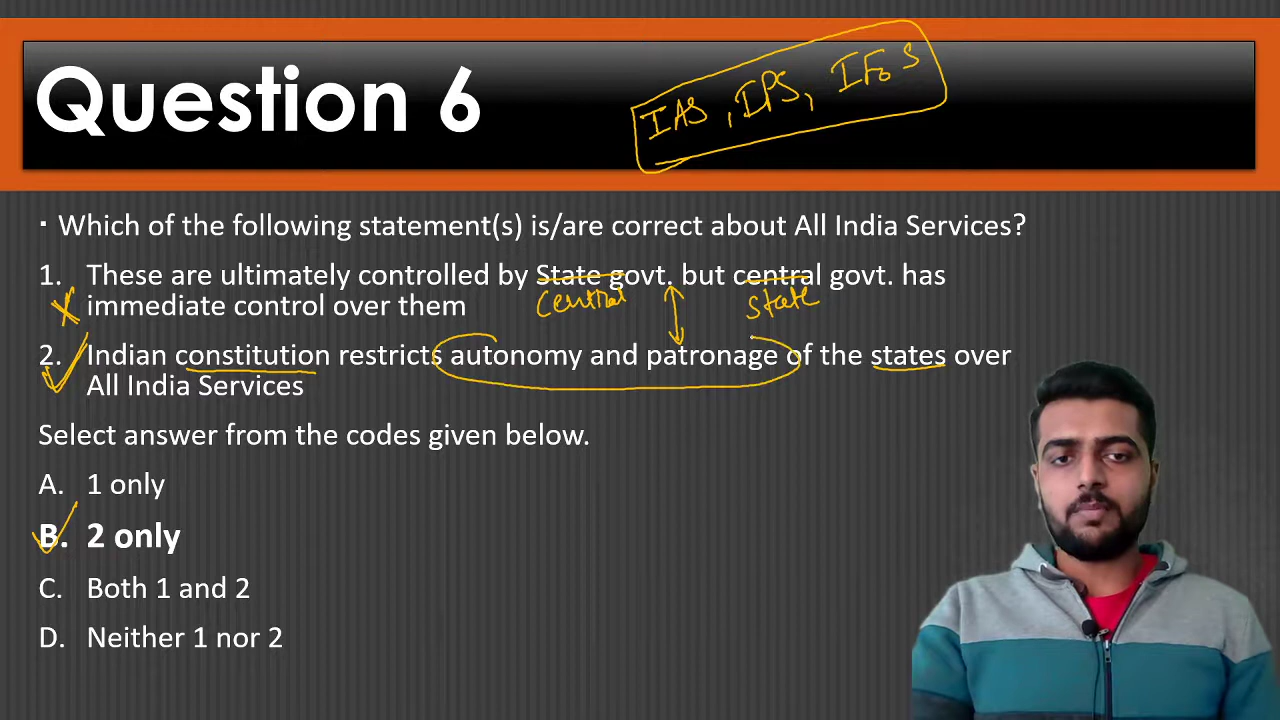 Question 6
IAS, IPS, IFoS
· Which of the following statement(s) is/are correct about All India Services?
1. These are ultimately controlled by State govt. but central govt. has
central state
immediate control over them
2. Indian constitution restricts autonomy and patronage of the states over
All India Services
Select answer from the codes given below.
A. 1 only
B. 2 only
C. Both 1 and 2
D. Neither 1 nor 2